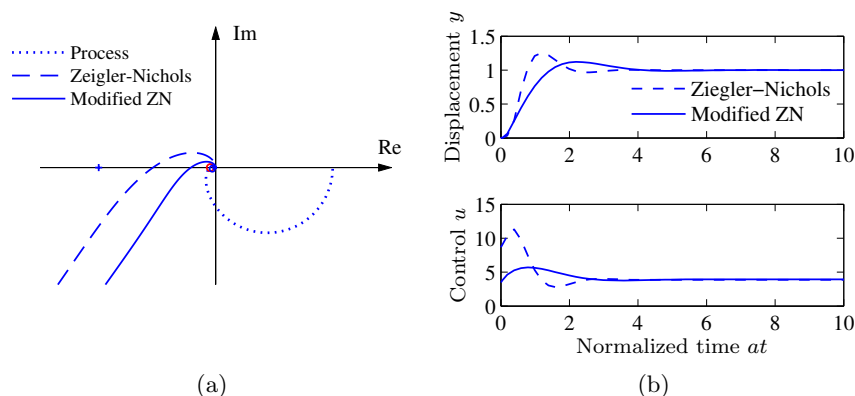 Im
Process
Zeigler-Nichols
Modified ZN
Re
(a)
Displacement y
1.5
1
0.5
0
0 2 4 6 8 10
Ziegler−Nichols
Modified ZN
Control u
15
10
5
0
0 2 4 6 8 10
Normalized time at
(b)